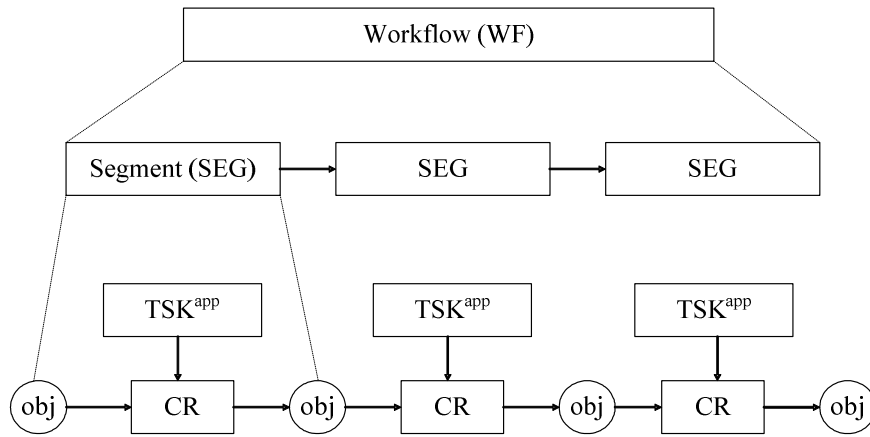 Workflow (WF)
Segment (SEG)
SEG
SEG
TSK^app
TSK^app
TSK^app
obj
CR
obj
CR
obj
CR
obj